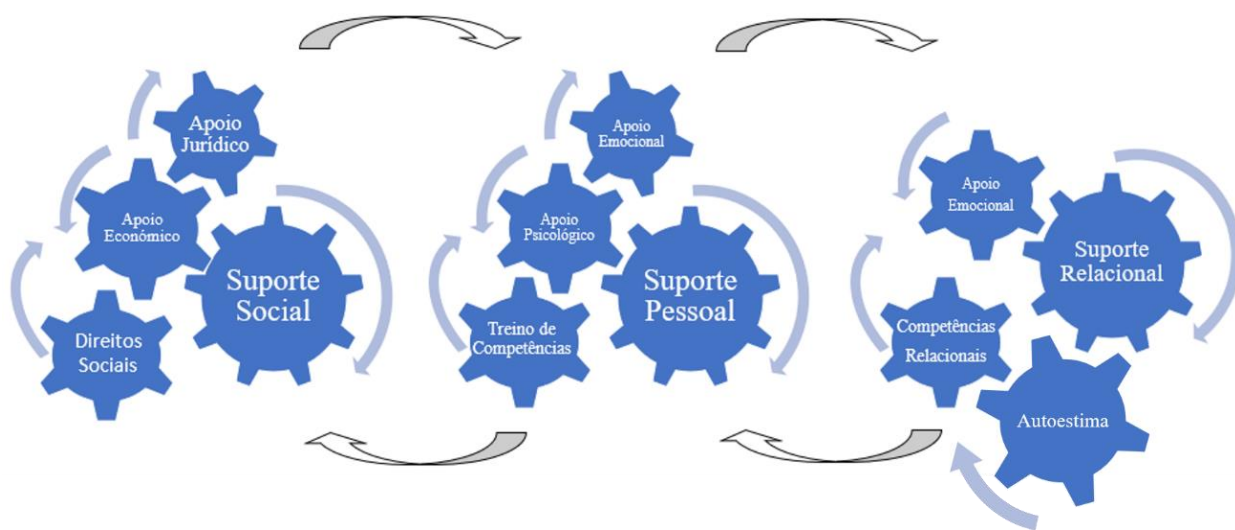 Apoio
Jurídico
Apoio
Económico
Suporte
Social
Direitos
Sociais
Apoio
Emocional
Apoio
Psicológico
Suporte
Pessoal
Treino de
Competências
Apoio
Emocional
Suporte
Relacional
Competências
Relacionais
Autoestima